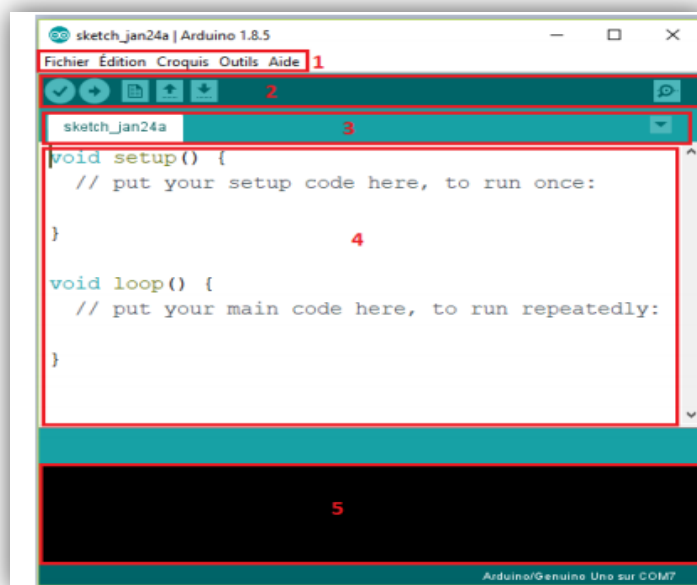 sketch_jan24a | Arduino 1.8.5
Fichier Édition Croquis Outils Aide 1
2
sketch_jan24a 3
void setup() {
// put your setup code here, to run once:
}
4
void loop() {
// put your main code here, to run repeatedly:
}
5
Arduino/Genuino Uno sur COM7